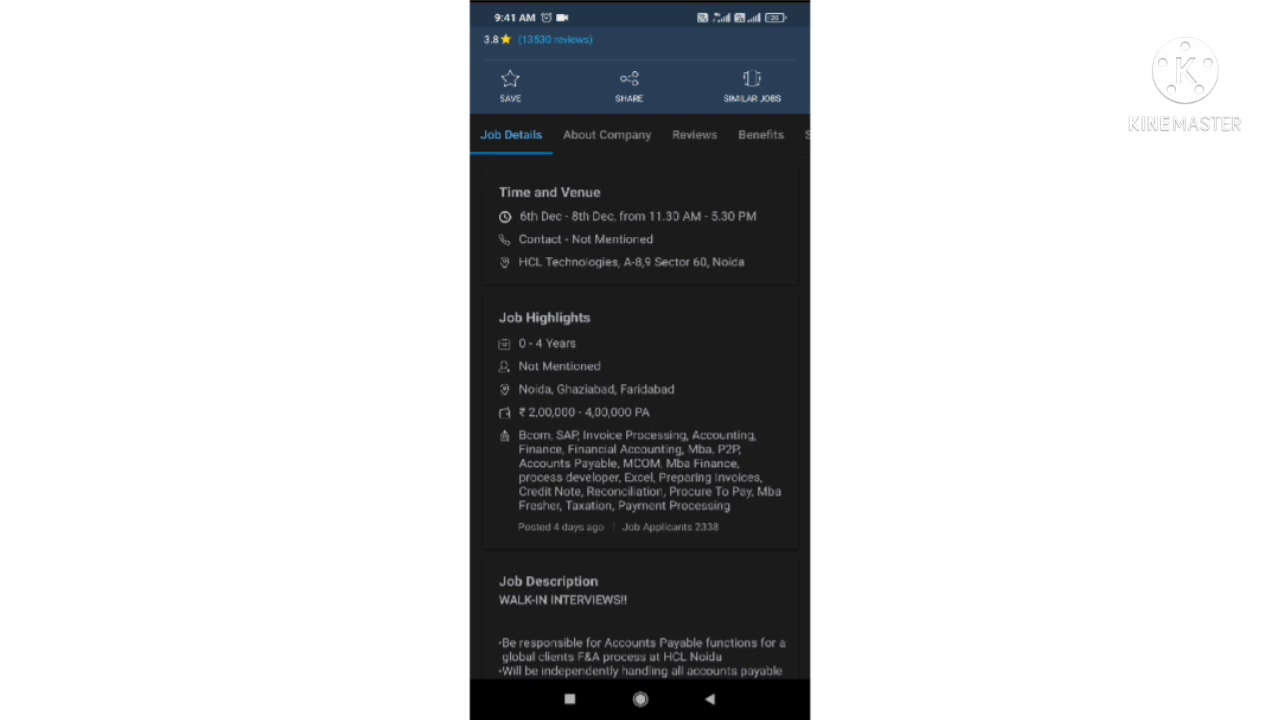 9:41 AM
20
3.8 (13530 reviews)
SAVE
SHARE
SIMILAR JOBS
Job Details
About Company
Reviews
Benefits
Time and Venue
6th Dec - 8th Dec, from 11.30 AM - 5.30 PM
Contact - Not Mentioned
HCL Technologies, A-8,9 Sector 60, Noida
Job Highlights
0 - 4 Years
Not Mentioned
Noida, Ghaziabad, Faridabad
₹ 2,00,000 - 4,00,000 PA
Bcom, SAP, Invoice Processing, Accounting,
Finance, Financial Accounting, Mba, P2P,
Accounts Payable, MCOM, Mba Finance,
process developer, Excel, Preparing Invoices,
Credit Note, Reconciliation, Procure To Pay, Mba
Fresher, Taxation, Payment Processing
Posted 4 days ago | Job Applicants 2338
Job Description
WALK-IN INTERVIEWS!!
•Be responsible for Accounts Payable functions for a
global clients F&A process at HCL Noida
•Will be independently handling all accounts payable
K
KINEMASTER